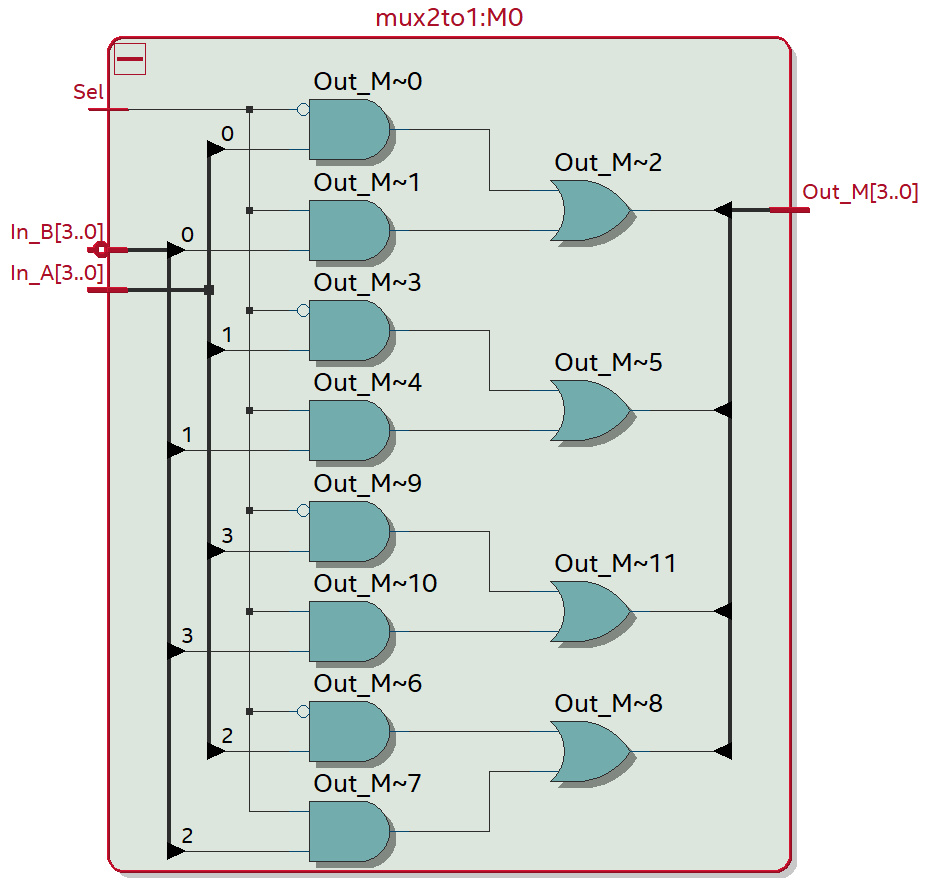 mux2to1:M0
Out_M~0
Sel
0
Out_M~2
Out_M~1
Out_M[3..0]
In_B[3..0]
0
In_A[3..0]
Out_M~3
1
Out_M~5
Out_M~4
1
Out_M~9
3
Out_M~11
Out_M~10
3
Out_M~6
Out_M~8
2
Out_M~7
2